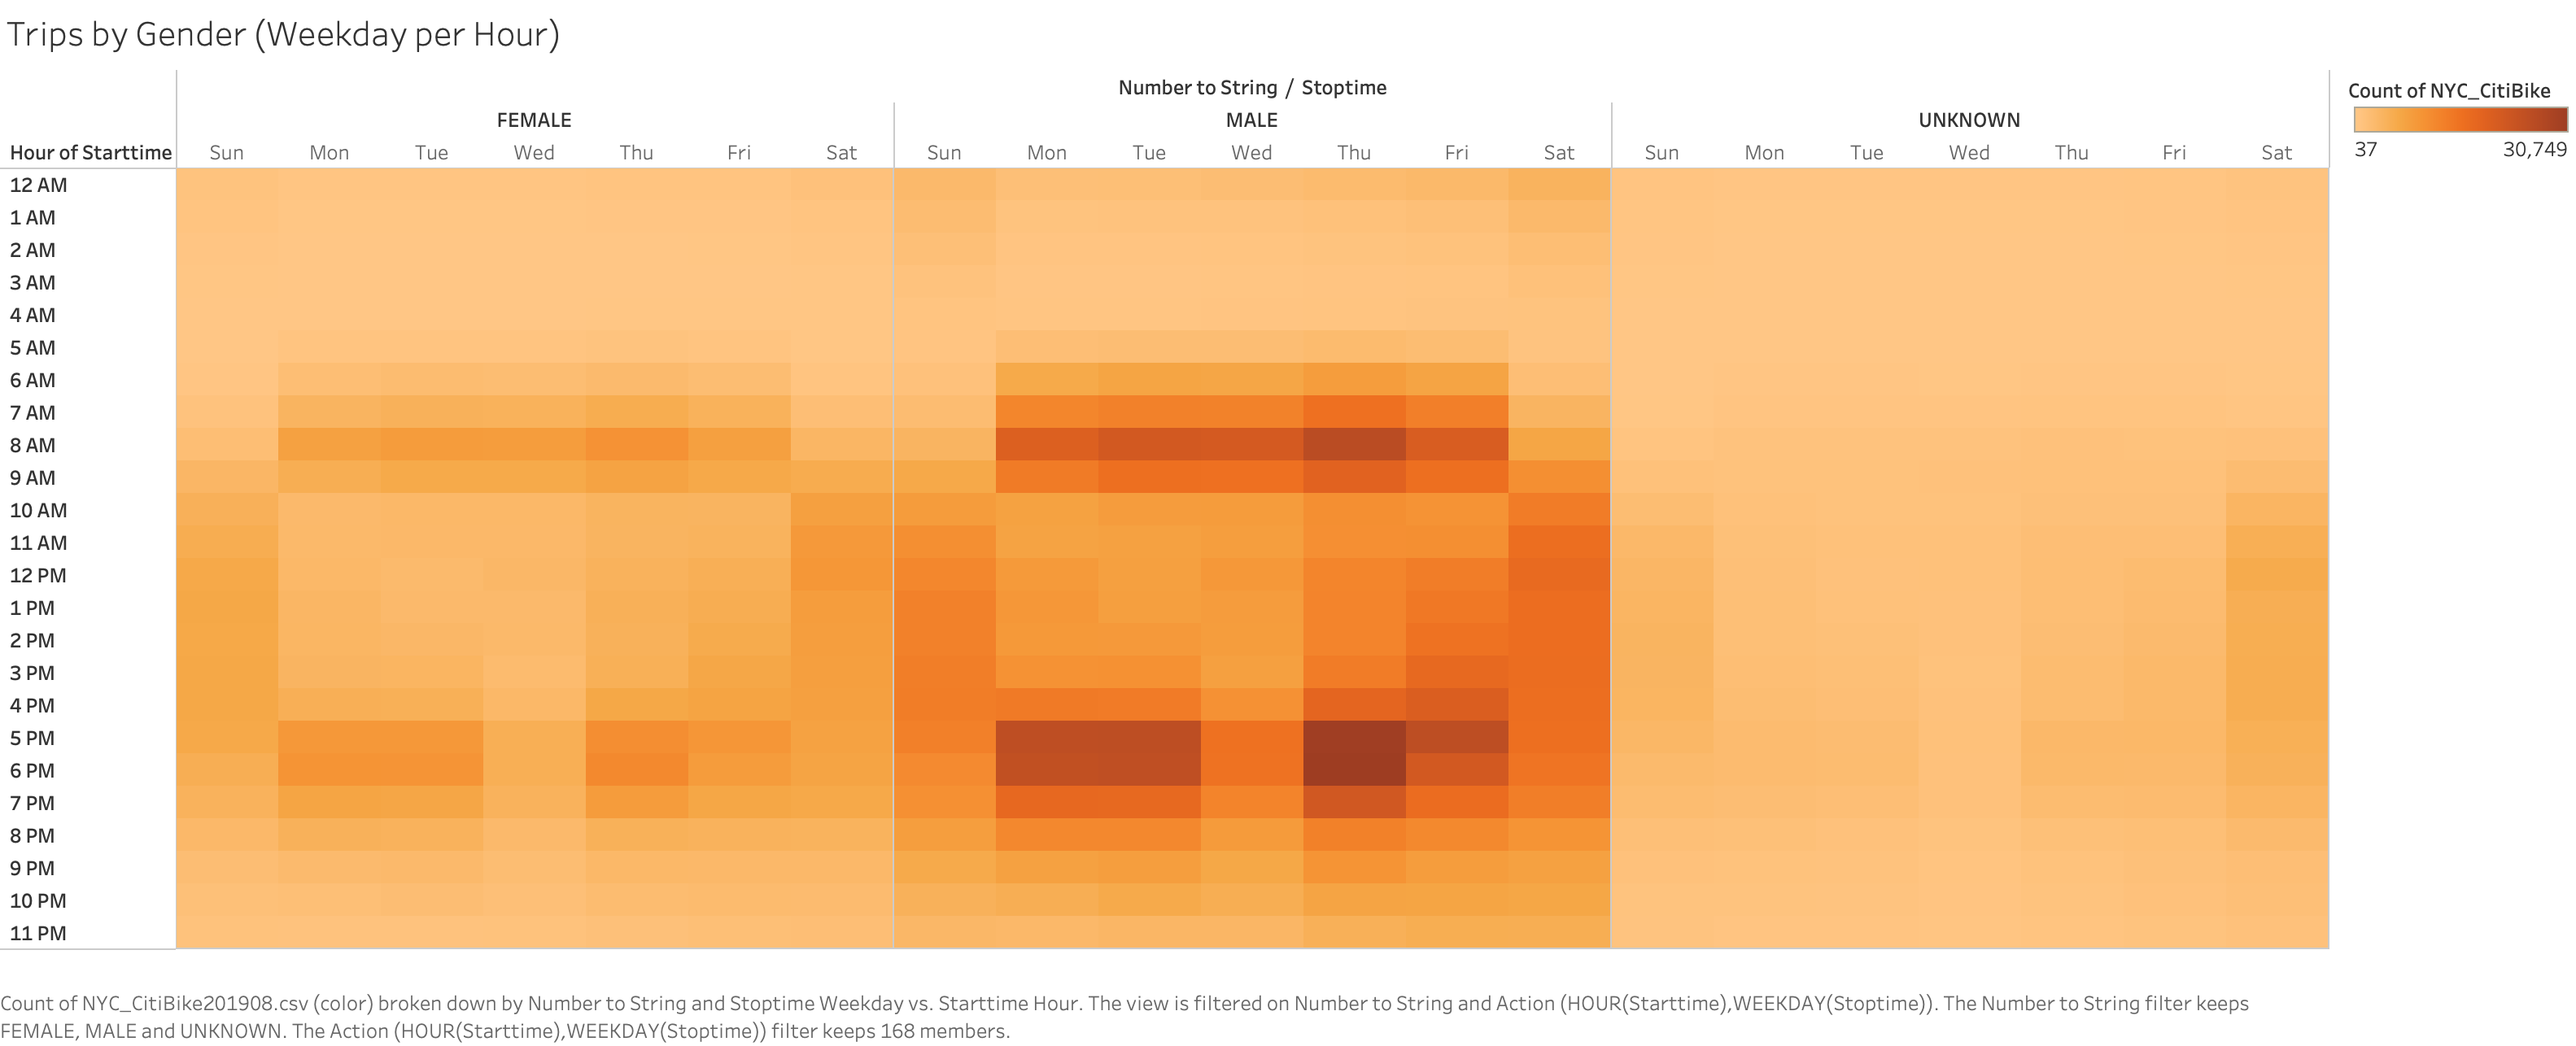 Trips by Gender (Weekday per Hour)
Number to String / Stoptime
FEMALE MALE UNKNOWN
Hour of Starttime Sun Mon Tue Wed Thu Fri Sat Sun Mon Tue Wed Thu Fri Sat Sun Mon Tue Wed Thu Fri Sat
12 AM
1 AM
2 AM
3 AM
4 AM
5 AM
6 AM
7 AM
8 AM
9 AM
10 AM
11 AM
12 PM
1 PM
2 PM
3 PM
4 PM
5 PM
6 PM
7 PM
8 PM
9 PM
10 PM
11 PM
Count of NYC_CitiBike
37 30,749
Count of NYC_CitiBike201908.csv (color) broken down by Number to String and Stoptime Weekday vs. Starttime Hour. The view is filtered on Number to String and Action (HOUR(Starttime),WEEKDAY(Stoptime)). The Number to String filter keeps
FEMALE, MALE and UNKNOWN. The Action (HOUR(Starttime),WEEKDAY(Stoptime)) filter keeps 168 members.